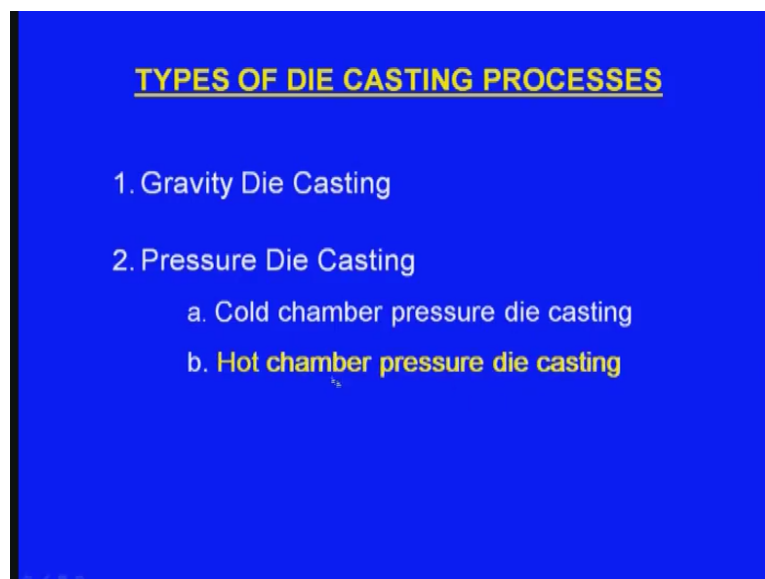 TYPES OF DIE CASTING PROCESSES
1. Gravity Die Casting
2. Pressure Die Casting
a. Cold chamber pressure die casting
b. Hot chamber pressure die casting